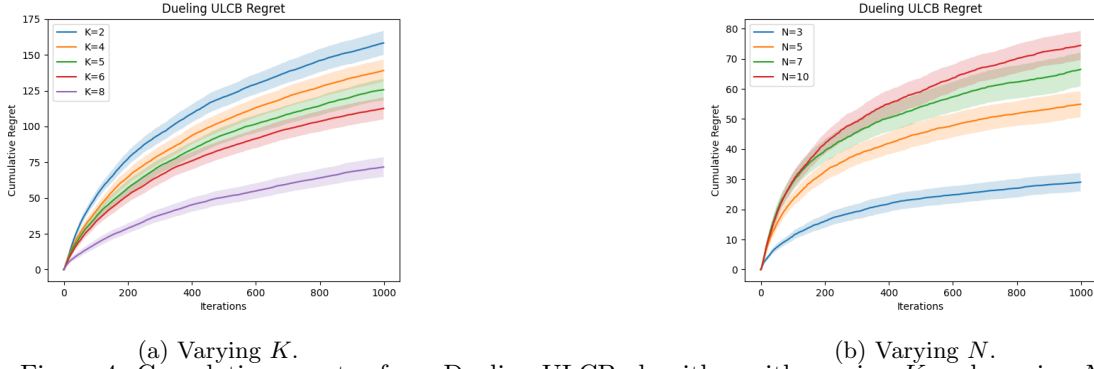 Dueling ULCB Regret
175
150
125
100
75
50
25
0
Cumulative Regret
K=2
K=4
K=5
K=6
K=8
0 200 400 600 800 1000
Iterations
(a) Varying K.
Dueling ULCB Regret
80
70
60
50
40
30
20
10
0
Cumulative Regret
N=3
N=5
N=7
N=10
0 200 400 600 800 1000
Iterations
(b) Varying N.